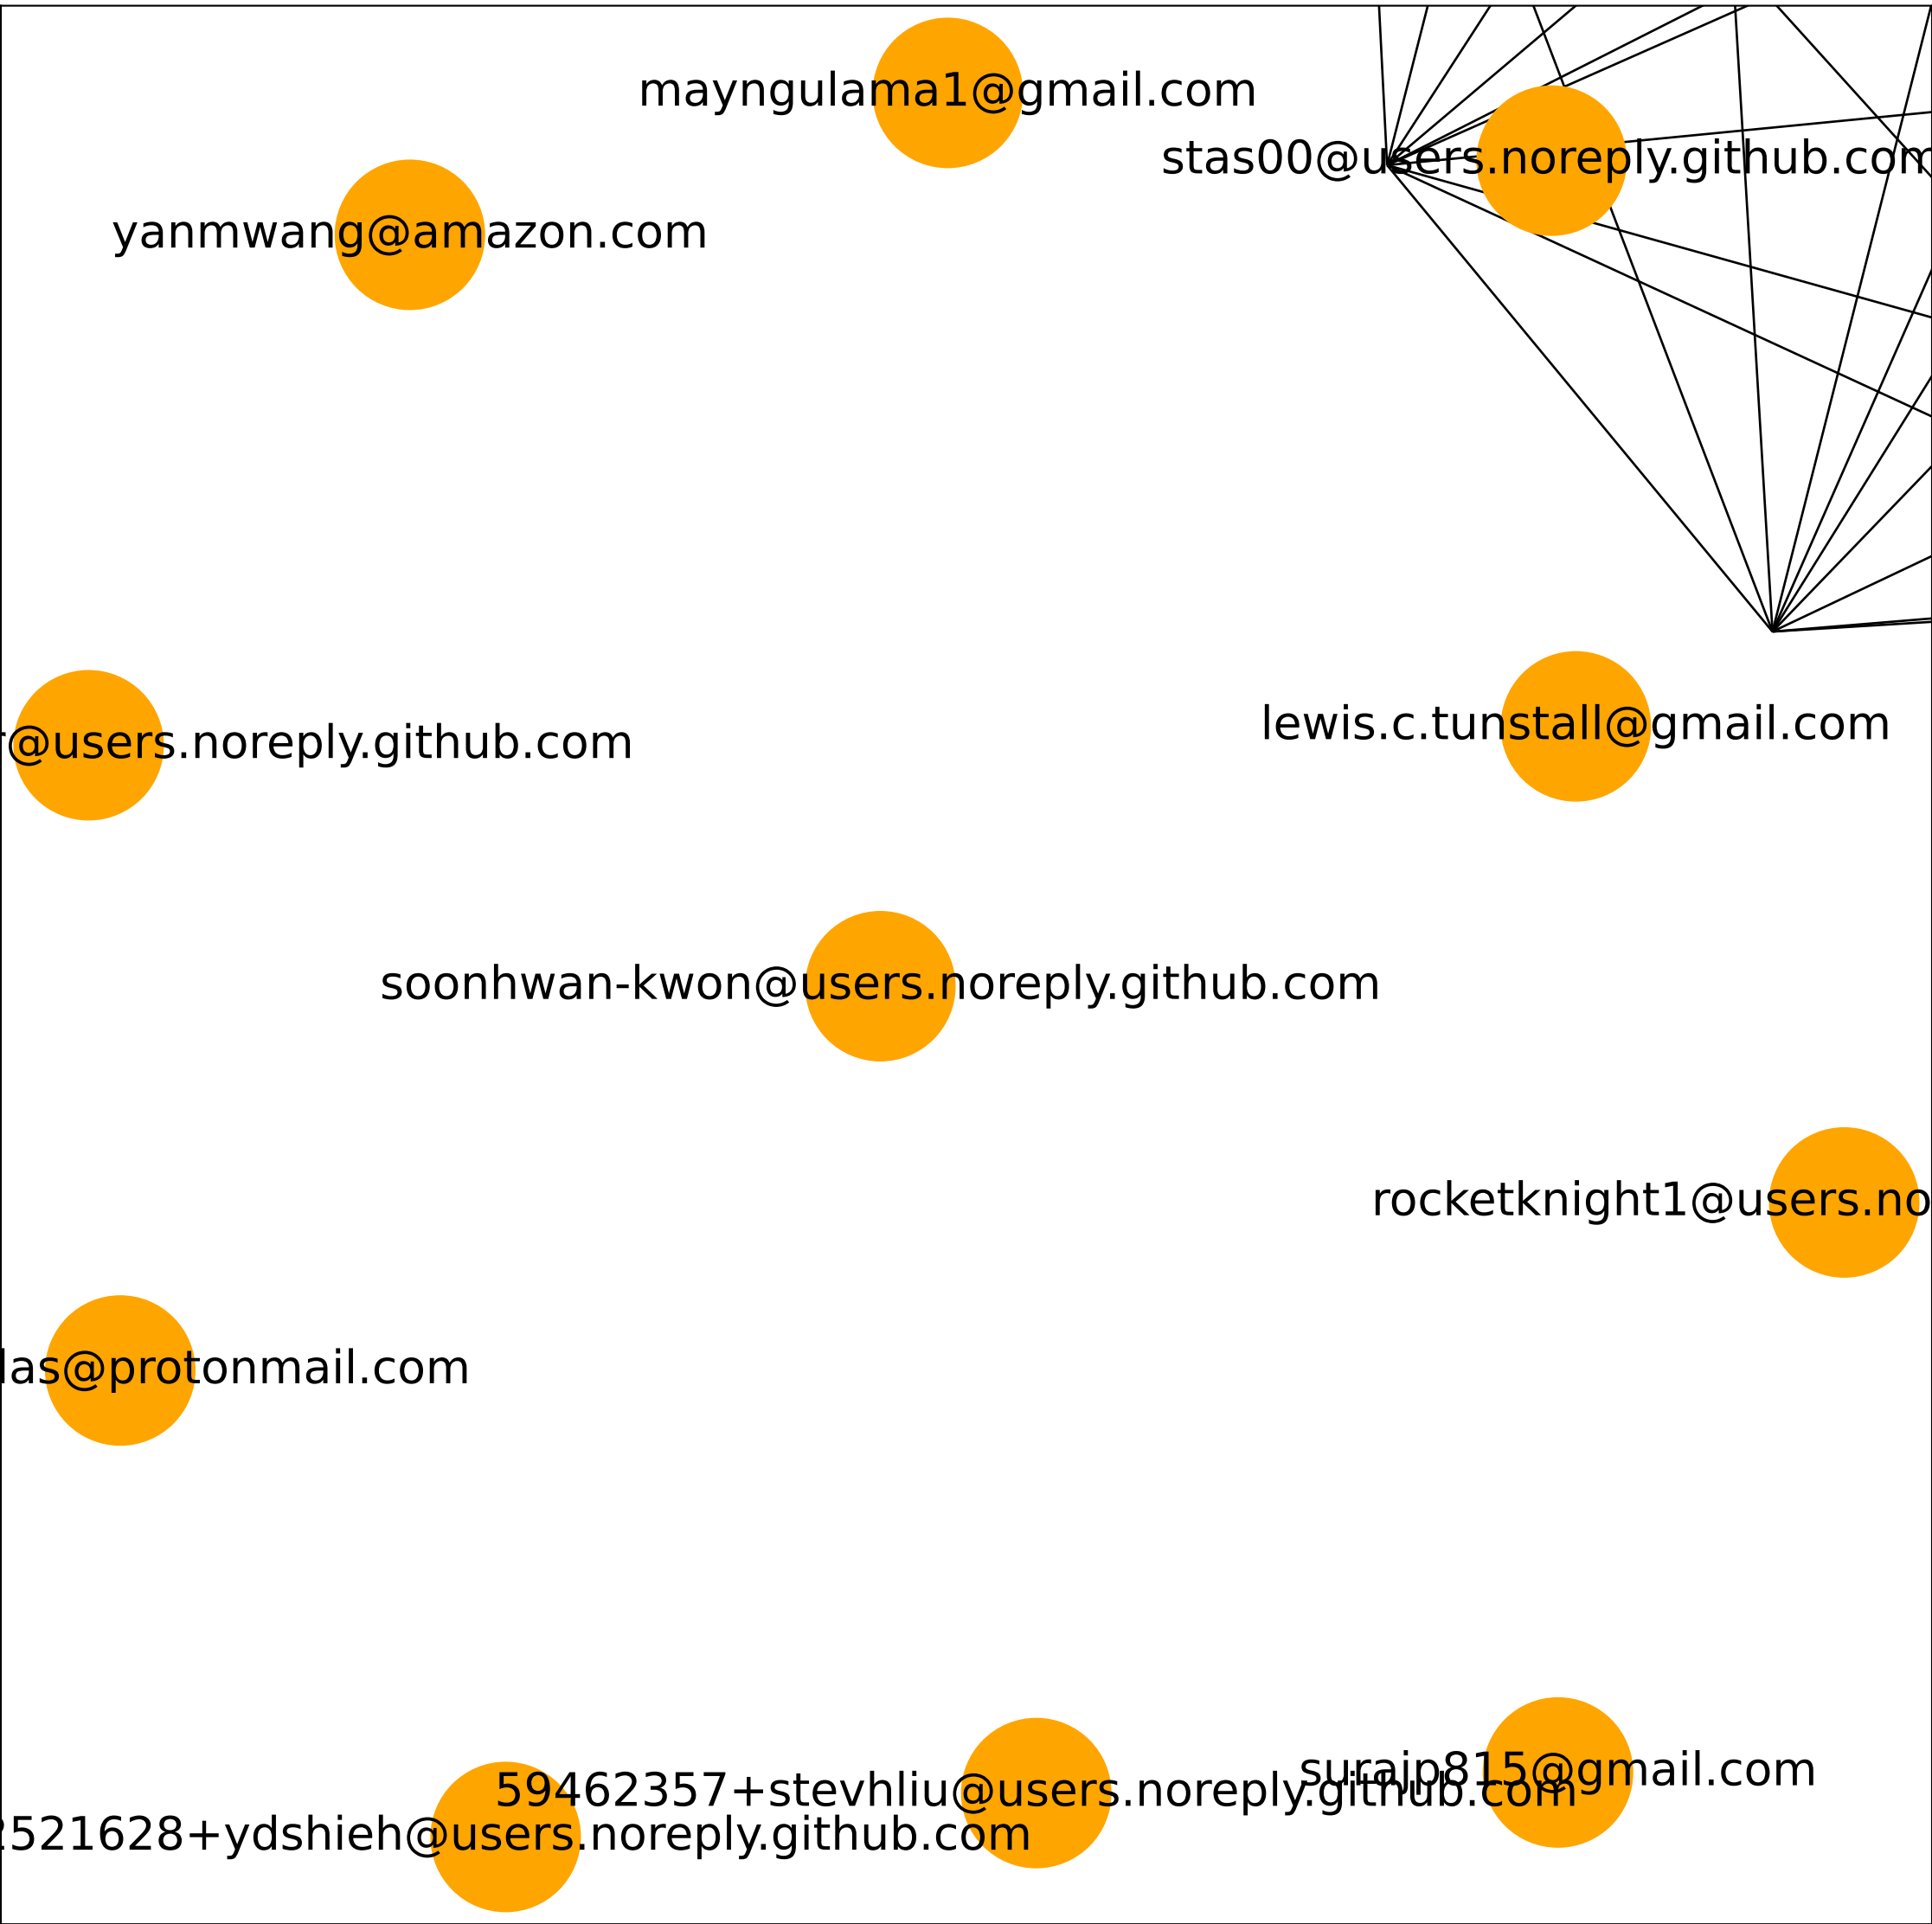 mayngulama1@gmail.com
stas00@users.noreply.github.com
yanmwang@amazon.com
lewis.c.tunstall@gmail.com
@users.noreply.github.com
soonhwan-kwon@users.noreply.github.com
rocketknight1@users.no
las@protonmail.com
surajp815@gmail.com
59462357+stevhliu@users.noreply.github.com
2521628+ydshieh@users.noreply.github.com